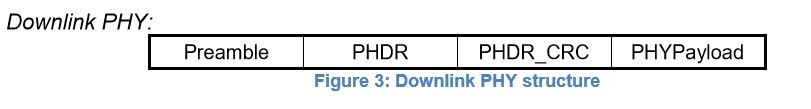 Downlink PHY:
Preamble PHDR PHDR_CRC PHYPayload
Figure 3: Downlink PHY structure